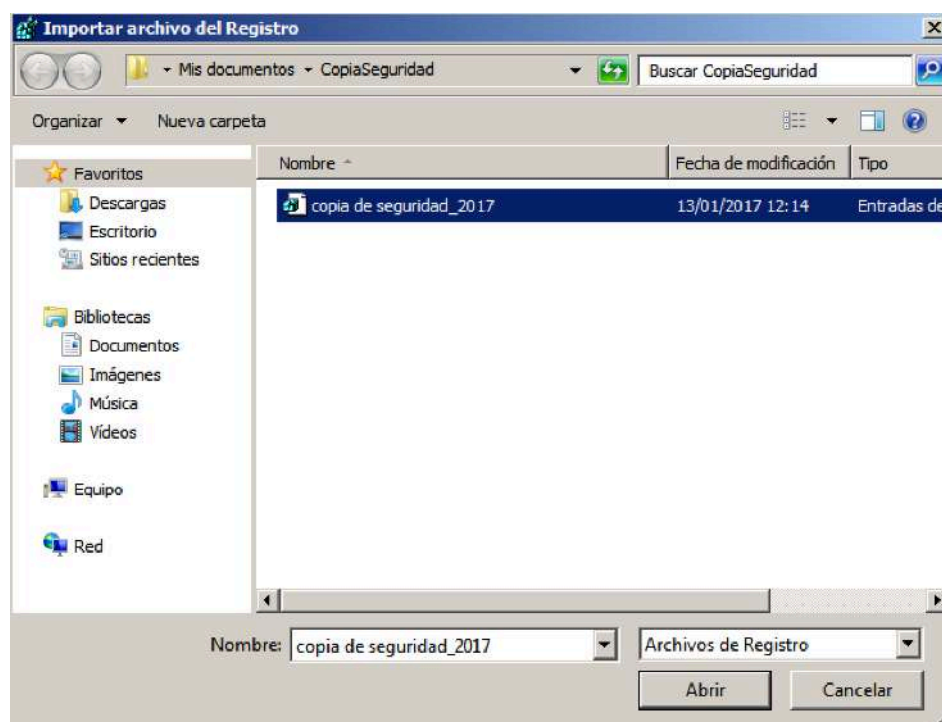 Importar archivo del Registro
Mis documentos CopiaSeguridad Buscar CopiaSeguridad
Organizar Nueva carpeta
Nombre Fecha de modificación Tipo
Favoritos
copia de seguridad_2017 13/01/2017 12:14 Entradas de
Descargas
Escritorio
Sitios recientes
Bibliotecas
Documentos
Imágenes
Música
Vídeos
Equipo
Red
Nombre: copia de seguridad_2017 Archivos de Registro
Abrir Cancelar